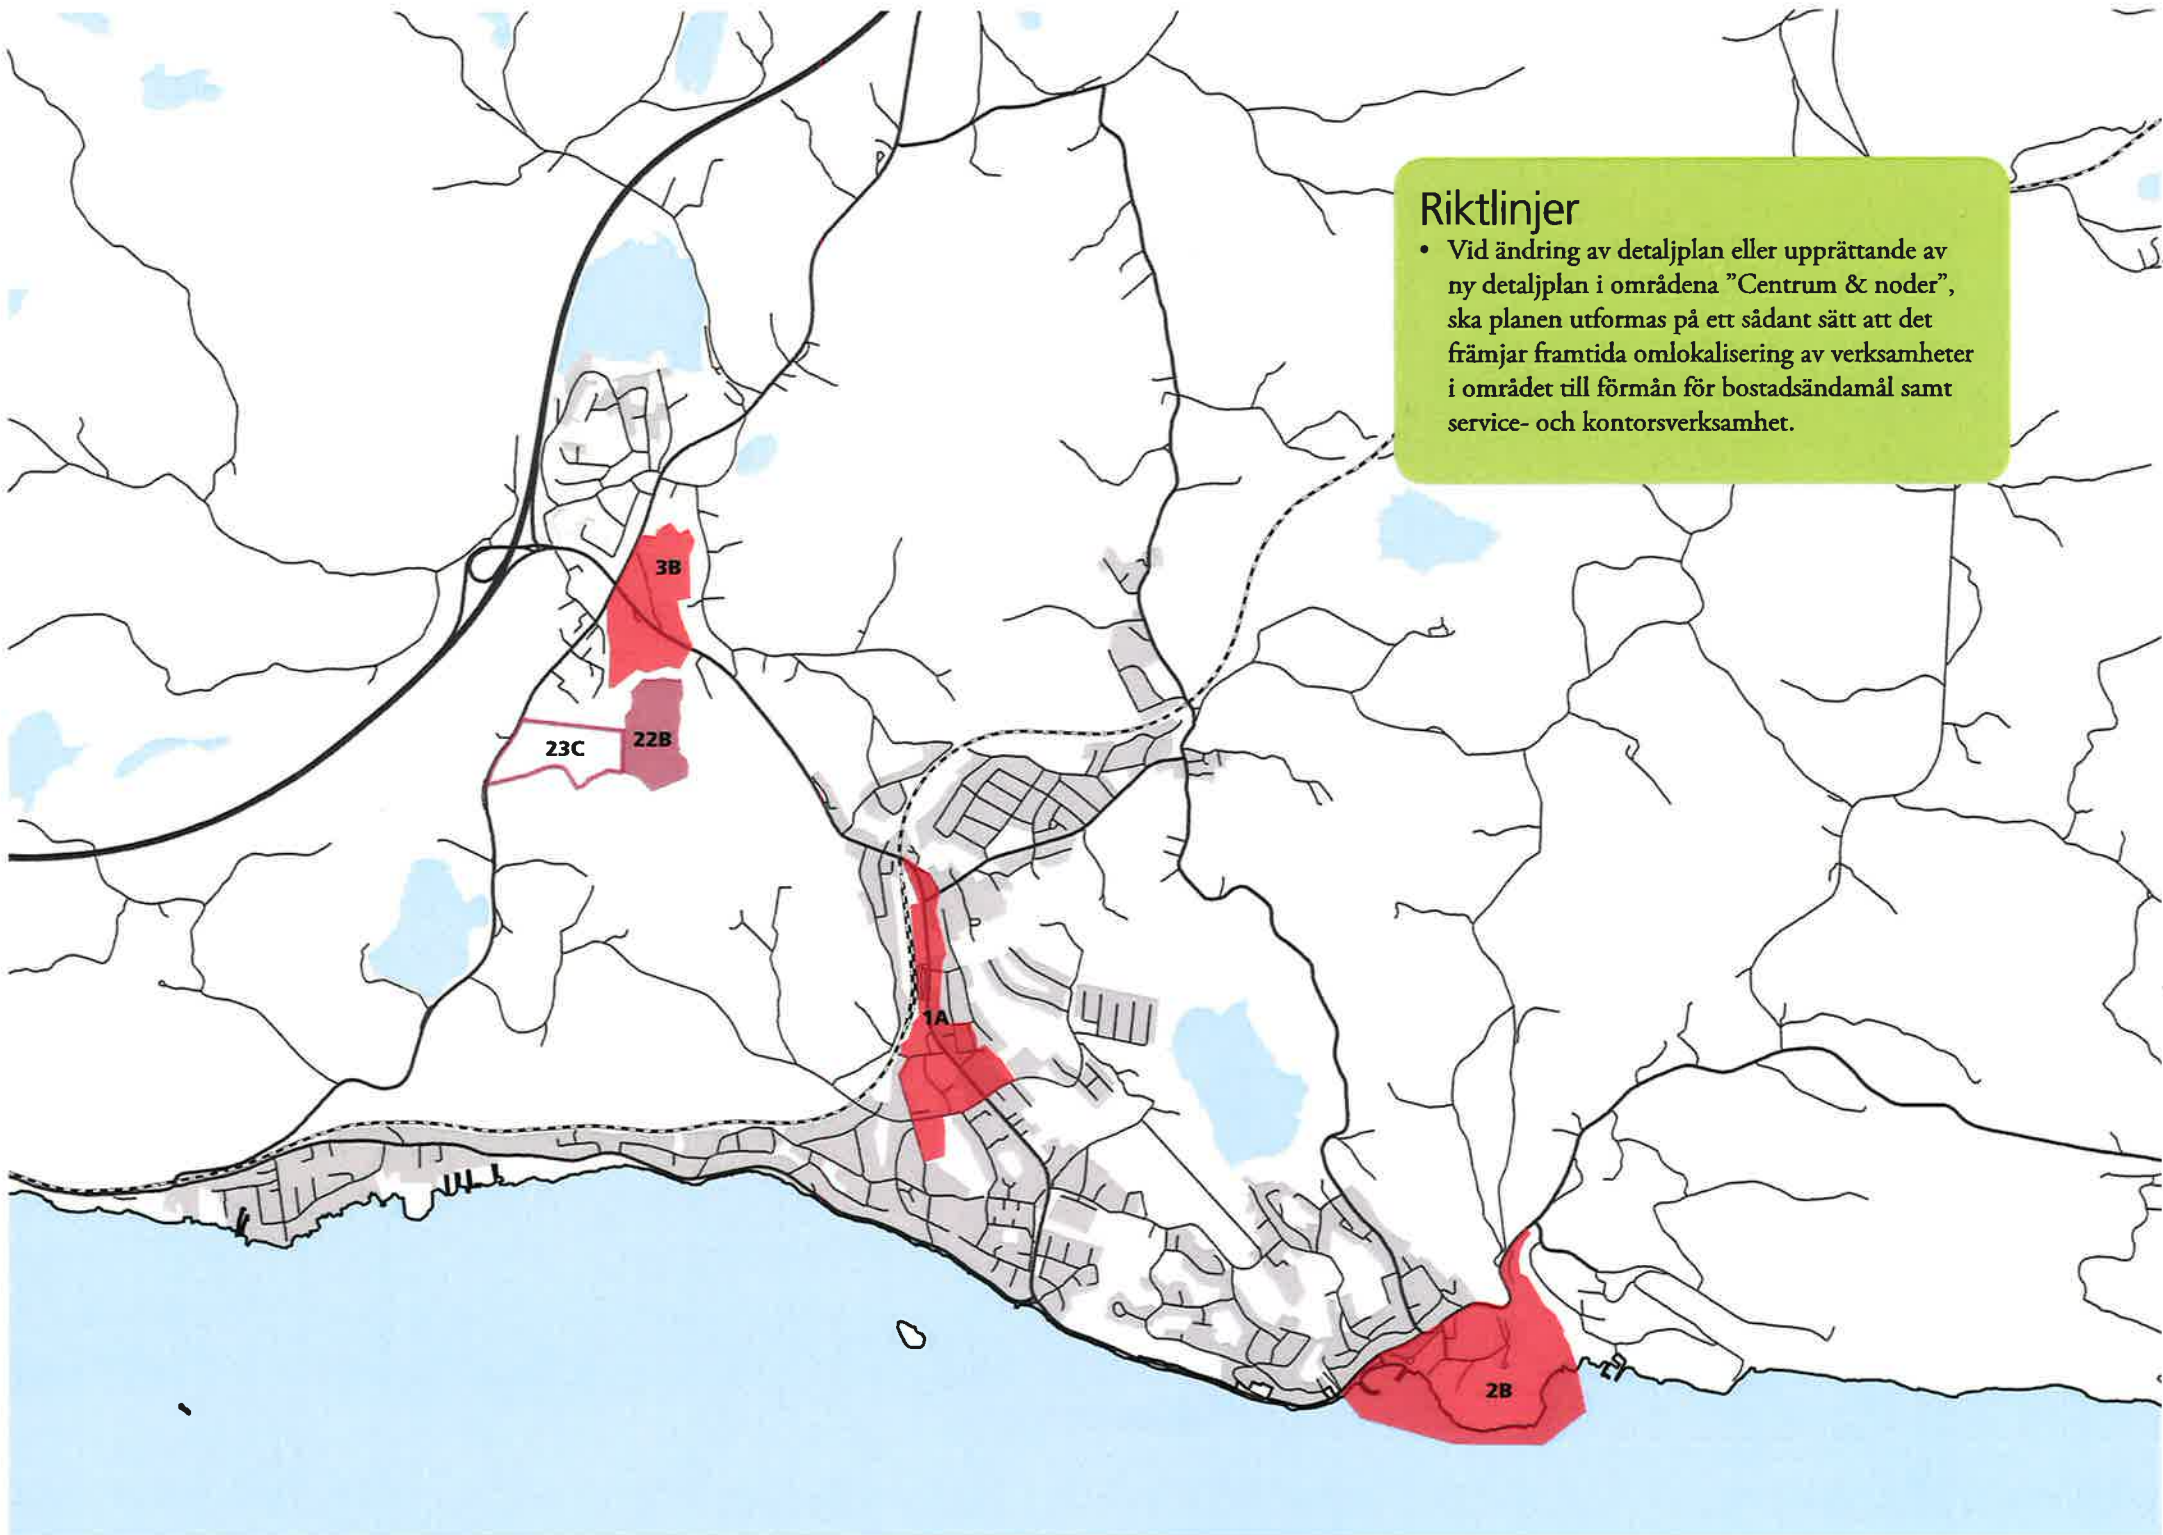 Riktlinjer
• Vid ändring av detaljplan eller upprättande av
ny detaljplan i områdena ”Centrum & noder”,
ska planen utformas på ett sådant sätt att det
främjar framtida omlokalisering av verksamheter
i området till förmån för bostadsändamål samt
service- och kontorsverksamhet.
3B
23C
22B
1A
2B